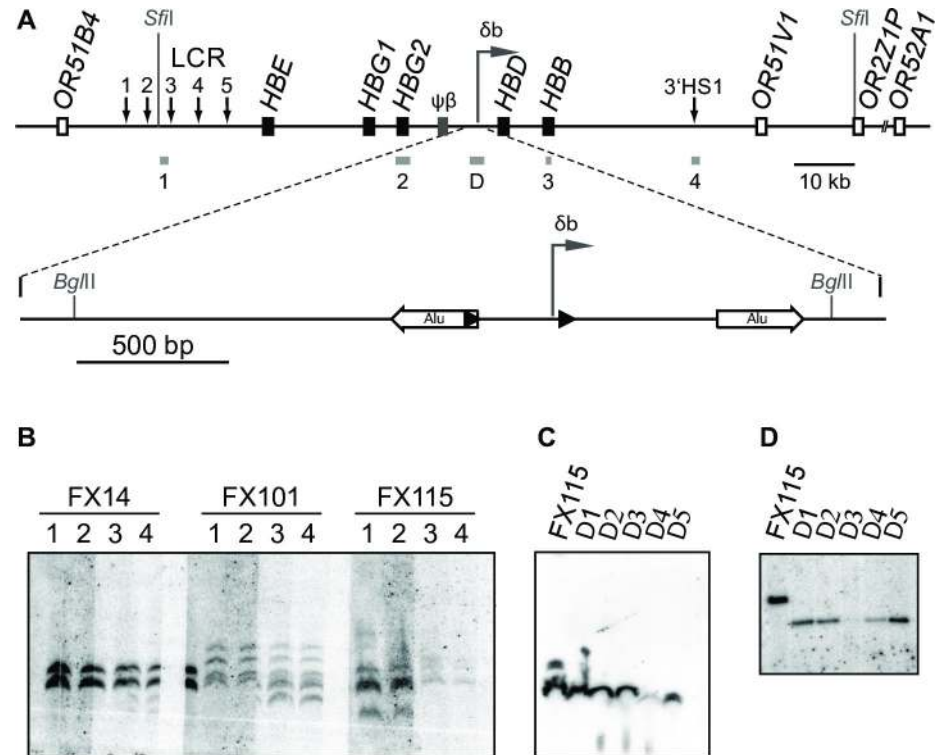 A
SfiI
δb
SfiI
OR51B4
LCR
HBE
HBG1
HBG2
ψβ
HBD
HBB
OR51V1
OR2Z1P
OR52A1
1 2 3 4 5
3'HS1
1 2 D 3 4
10 kb
δb
BglII
BglII
Alu
Alu
500 bp
B
FX14 FX101 FX115
1 2 3 4 1 2 3 4 1 2 3 4
C
FX115 D1 D2 D3 D4 D5
D
FX115 D1 D2 D3 D4 D5